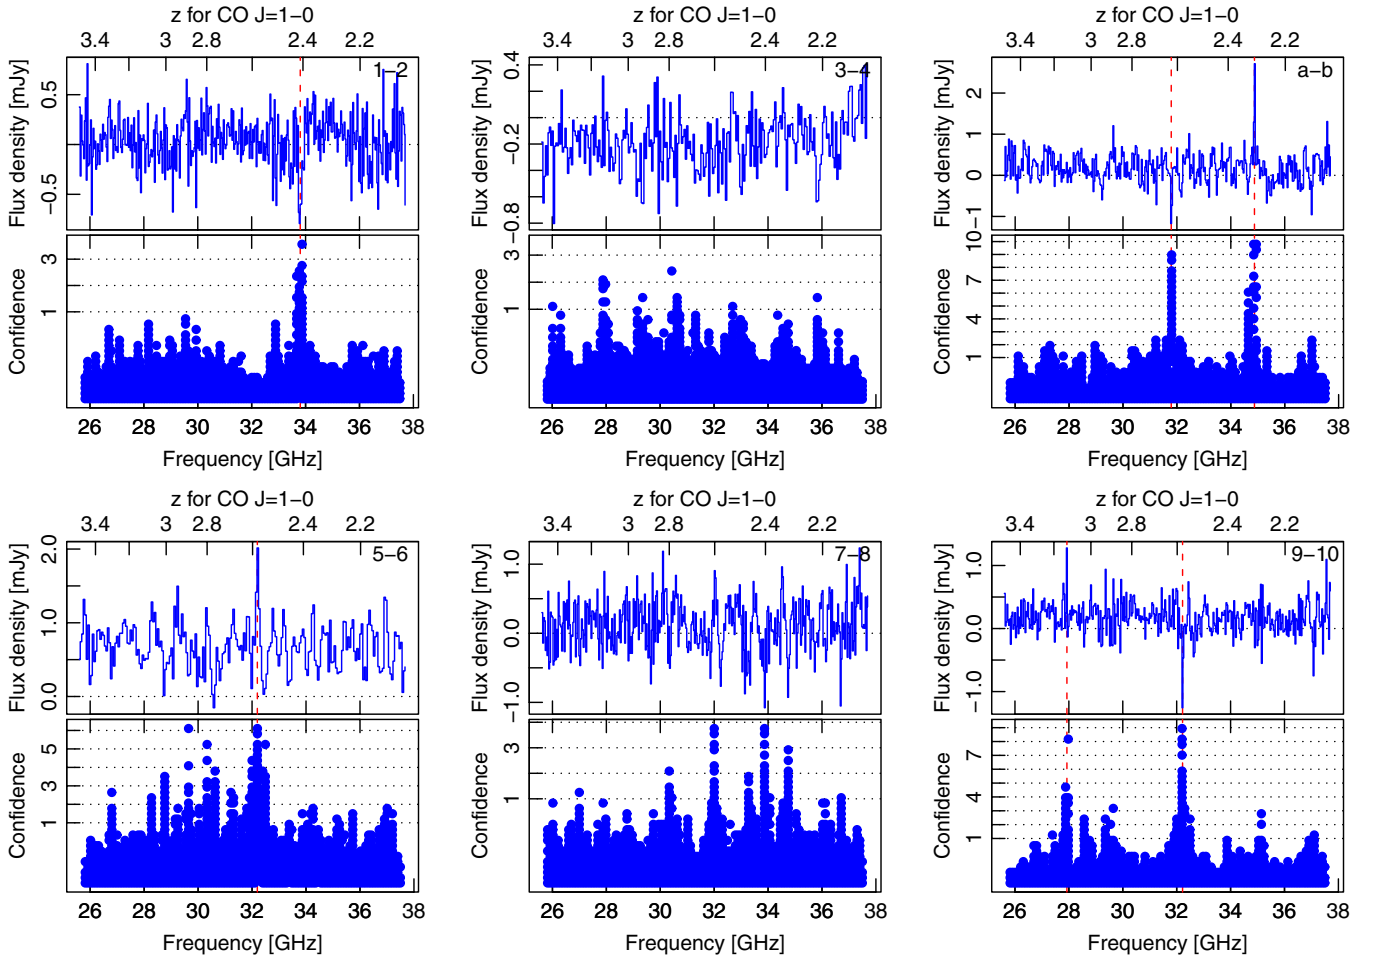 z for CO J=1−0
3.4 3 2.8 2.4 2.2
Flux density [mJy]
0.5
−0.5
1−2
Confidence
3
1
26 28 30 32 34 36 38
Frequency [GHz]
z for CO J=1−0
3.4 3 2.8 2.4 2.2
Flux density [mJy]
0.4
−0.2
−0.8
3−4
Confidence
3
1
26 28 30 32 34 36 38
Frequency [GHz]
z for CO J=1−0
3.4 2.8 2.4 2.2
Flux density [mJy]
2
1
0
−1
a−b
Confidence
10
7
4
1
26 28 30 32 34 36 38
Frequency [GHz]
z for CO J=1−0
3.4 3 2.8 2.4 2.2
Flux density [mJy]
2.0
1.0
0.0
5−6
Confidence
5
3
1
26 28 30 32 34 36 38
Frequency [GHz]
z for CO J=1−0
3.4 3 2.8 2.4 2.2
Flux density [mJy]
1.0
0.0
−1.0
7−8
Confidence
3
1
26 28 30 32 34 36 38
Frequency [GHz]
z for CO J=1−0
3.4 3 2.8 2.4 2.2
Flux density [mJy]
1.0
0.0
−1.0
9−10
Confidence
7
4
1
26 28 30 32 34 36 38
Frequency [GHz]